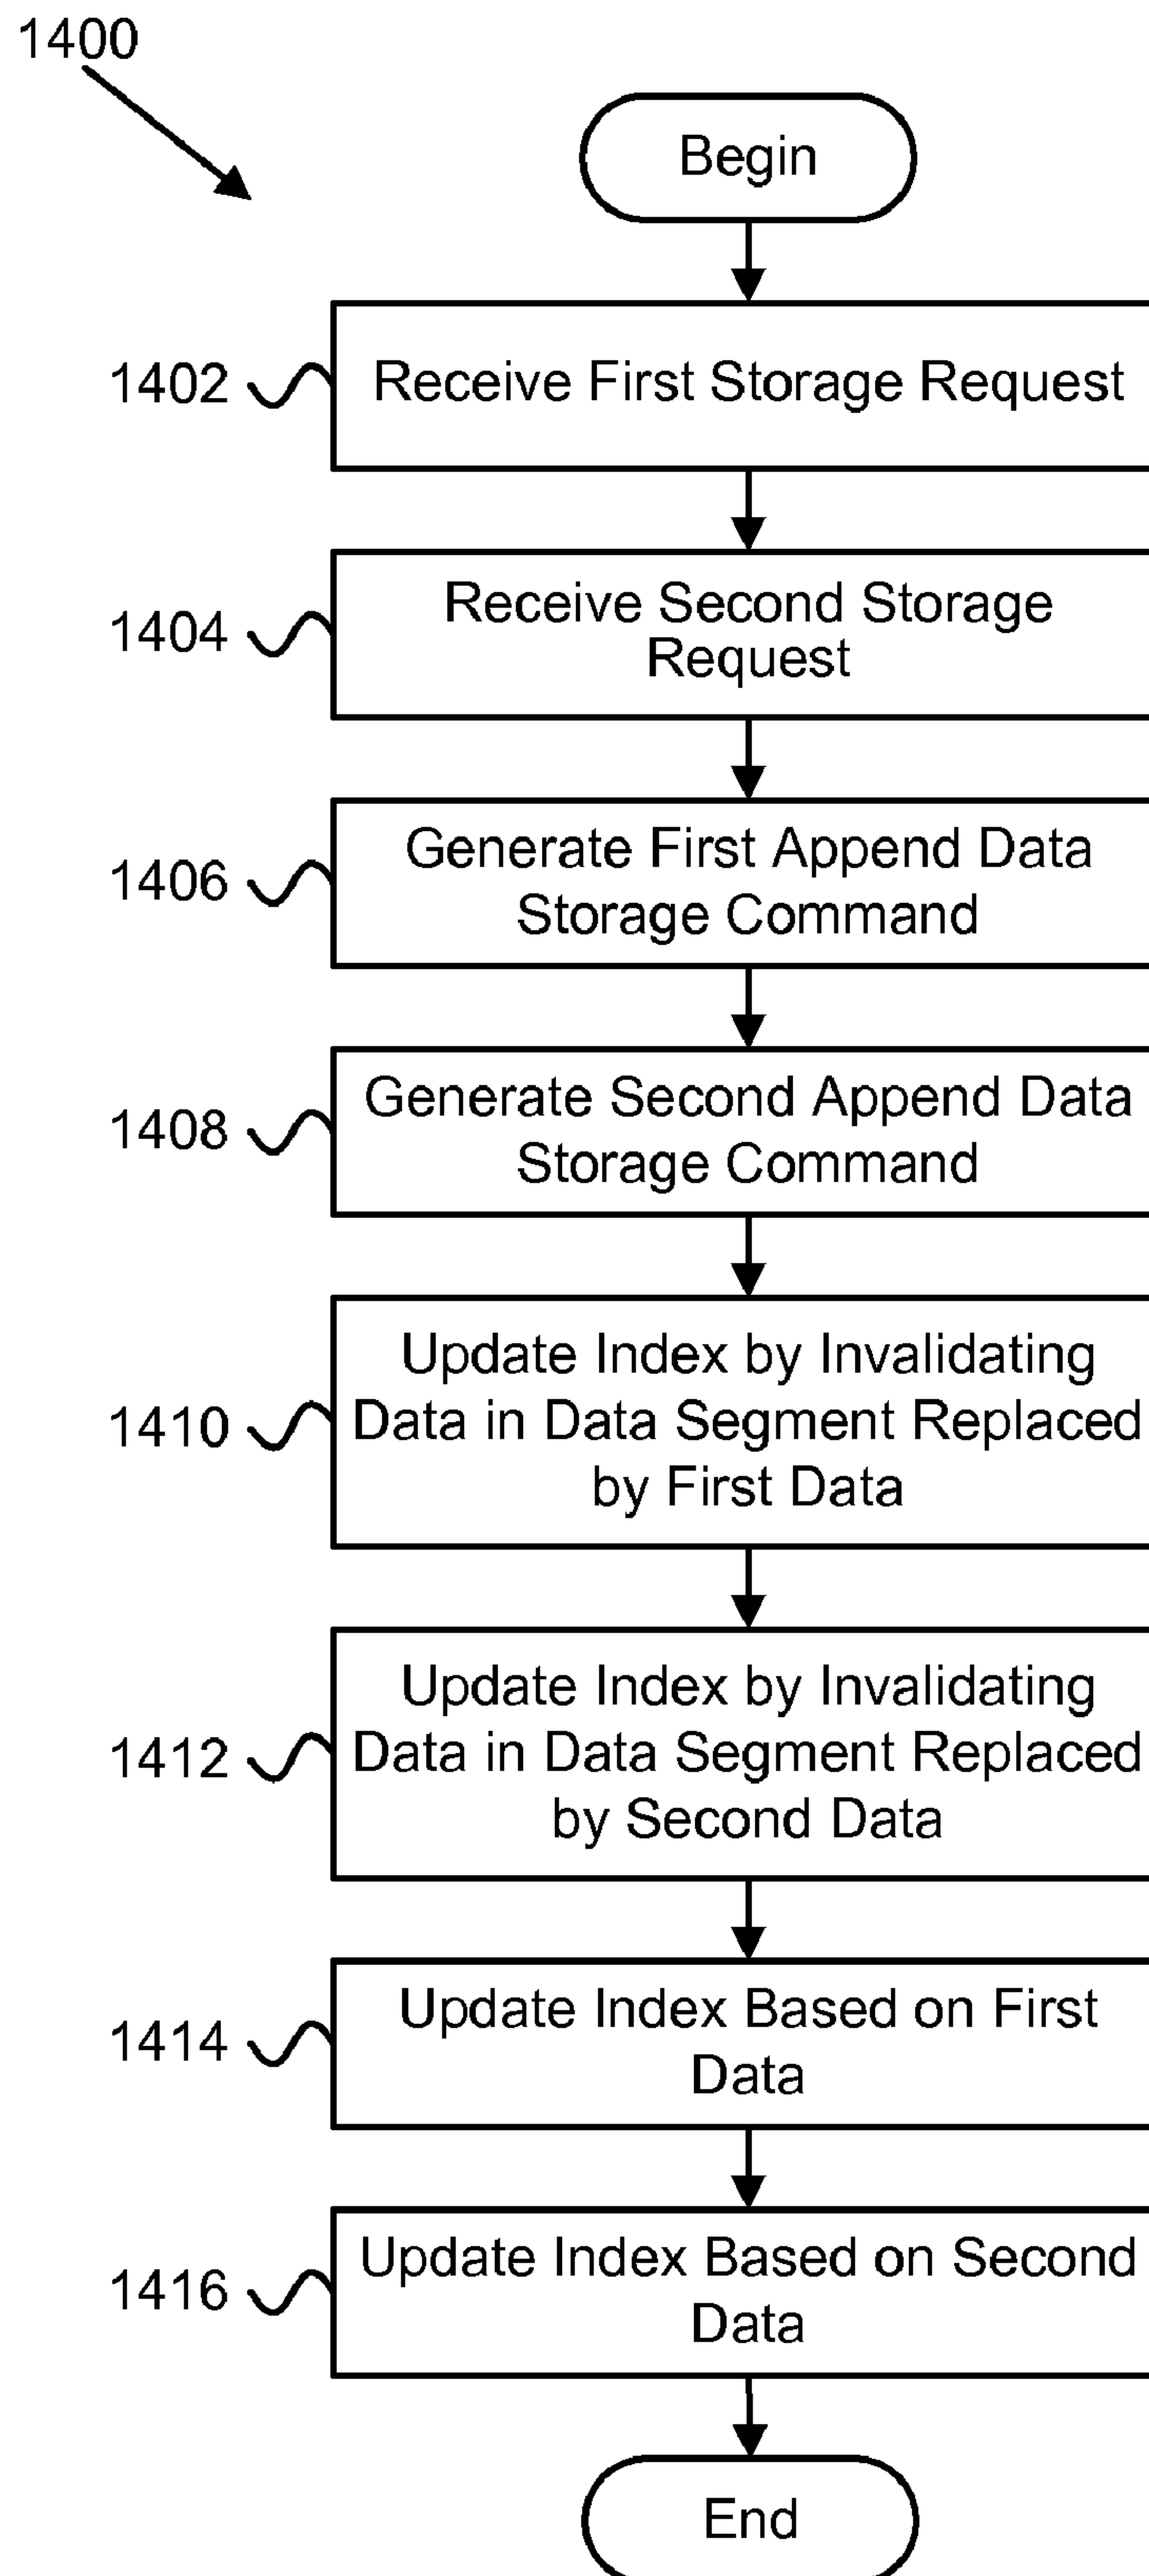 1400
Begin
1402
Receive First Storage Request
1404
Receive Second Storage
Request
1406
Generate First Append Data
Storage Command
1408
Generate Second Append Data
Storage Command
1410
Update Index by Invalidating
Data in Data Segment Replaced
by First Data
1412
Update Index by Invalidating
Data in Data Segment Replaced
by Second Data
1414
Update Index Based on First
Data
1416
Update Index Based on Second
Data
End